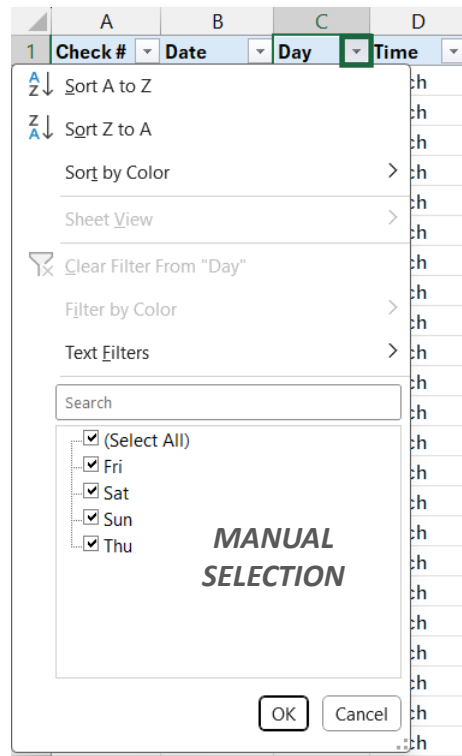 A B C D
1 Check # Date Day Time
Sort A to Z
Sort Z to A
Sort by Color
Sheet View
Clear Filter From "Day"
Filter by Color
Text Filters
Search
(Select All)
Fri
Sat
Sun
Thu
MANUAL
SELECTION
OK Cancel